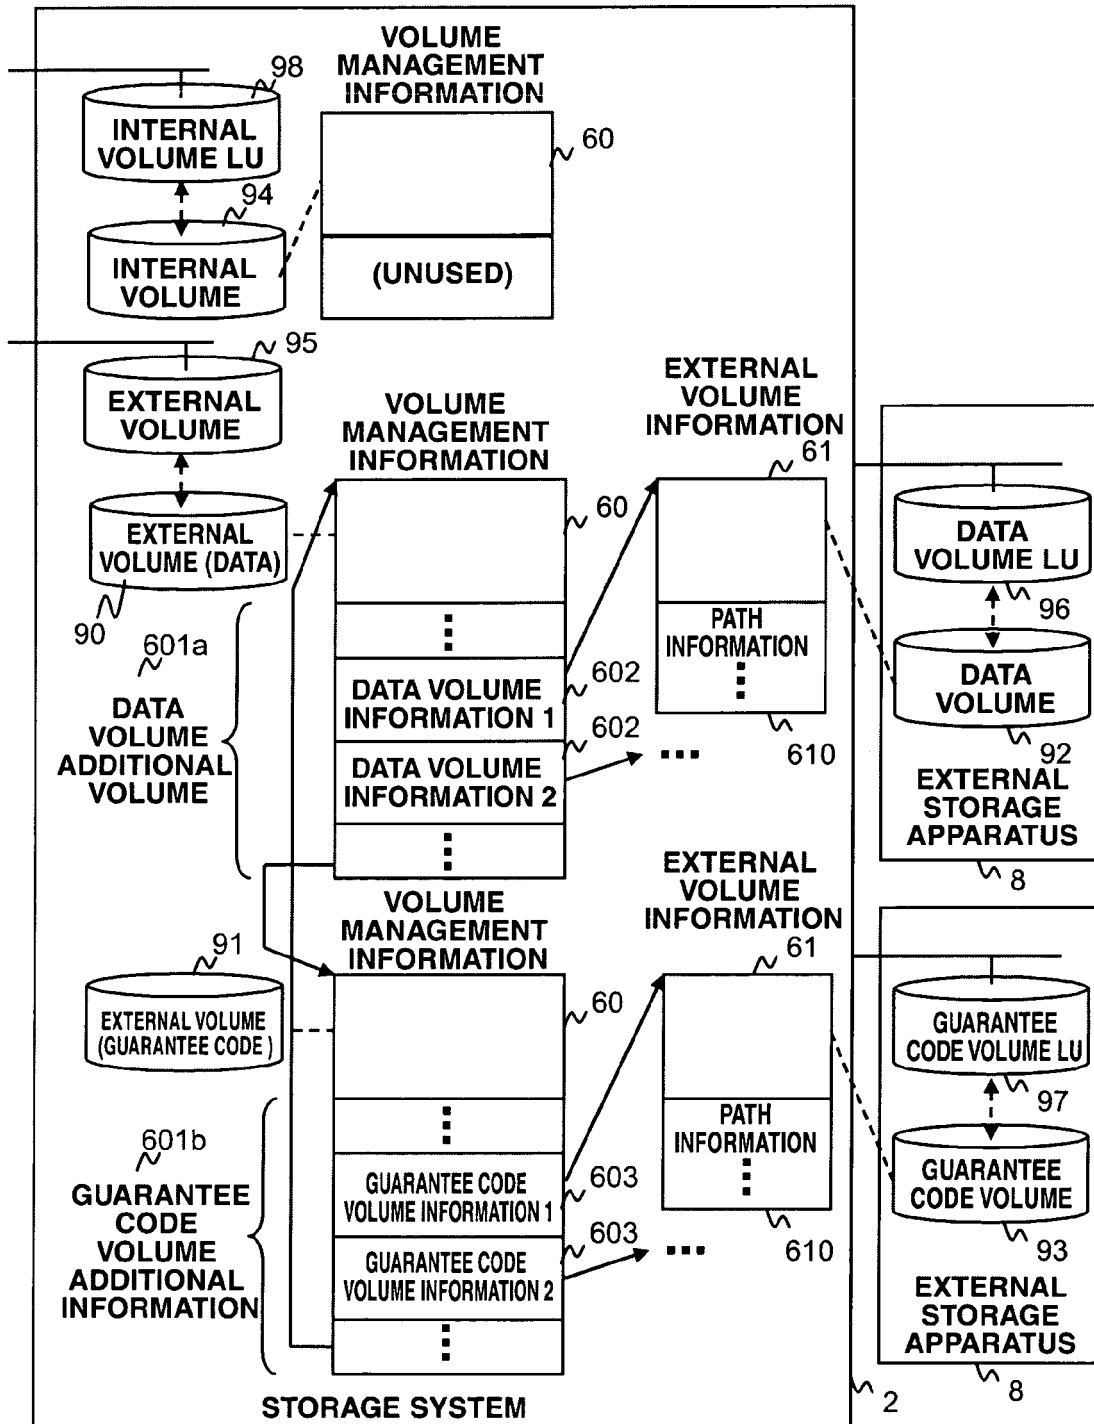 VOLUME
MANAGEMENT
INFORMATION
98
INTERNAL
VOLUME LU
60
94
INTERNAL
VOLUME
(UNUSED)
95
EXTERNAL
VOLUME
EXTERNAL
VOLUME
INFORMATION
VOLUME
MANAGEMENT
INFORMATION
61
60
EXTERNAL
VOLUME (DATA)
90
DATA
VOLUME LU
96
PATH
INFORMATION
601a
DATA
VOLUME
ADDITIONAL
VOLUME
602
DATA VOLUME
INFORMATION 1
602
DATA VOLUME
INFORMATION 2
610
DATA
VOLUME
92
EXTERNAL
STORAGE
APPARATUS
8
EXTERNAL
VOLUME
INFORMATION
VOLUME
MANAGEMENT
INFORMATION
91
61
60
EXTERNAL VOLUME
(GUARANTEE CODE )
GUARANTEE
CODE VOLUME LU
97
PATH
INFORMATION
601b
GUARANTEE
CODE
VOLUME
ADDITIONAL
INFORMATION
GUARANTEE CODE
VOLUME INFORMATION 1
603
603
GUARANTEE CODE
VOLUME INFORMATION 2
610
GUARANTEE
CODE VOLUME
93
EXTERNAL
STORAGE
APPARATUS
8
2
STORAGE SYSTEM